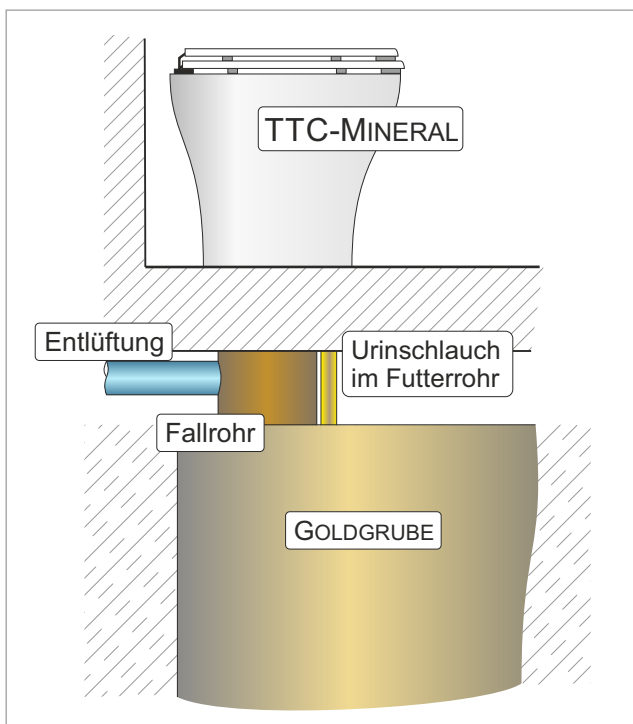 TTC-MINERAL
Entlüftung
Urinschlauch
im Futterrohr
Fallrohr
GOLDGRUBE